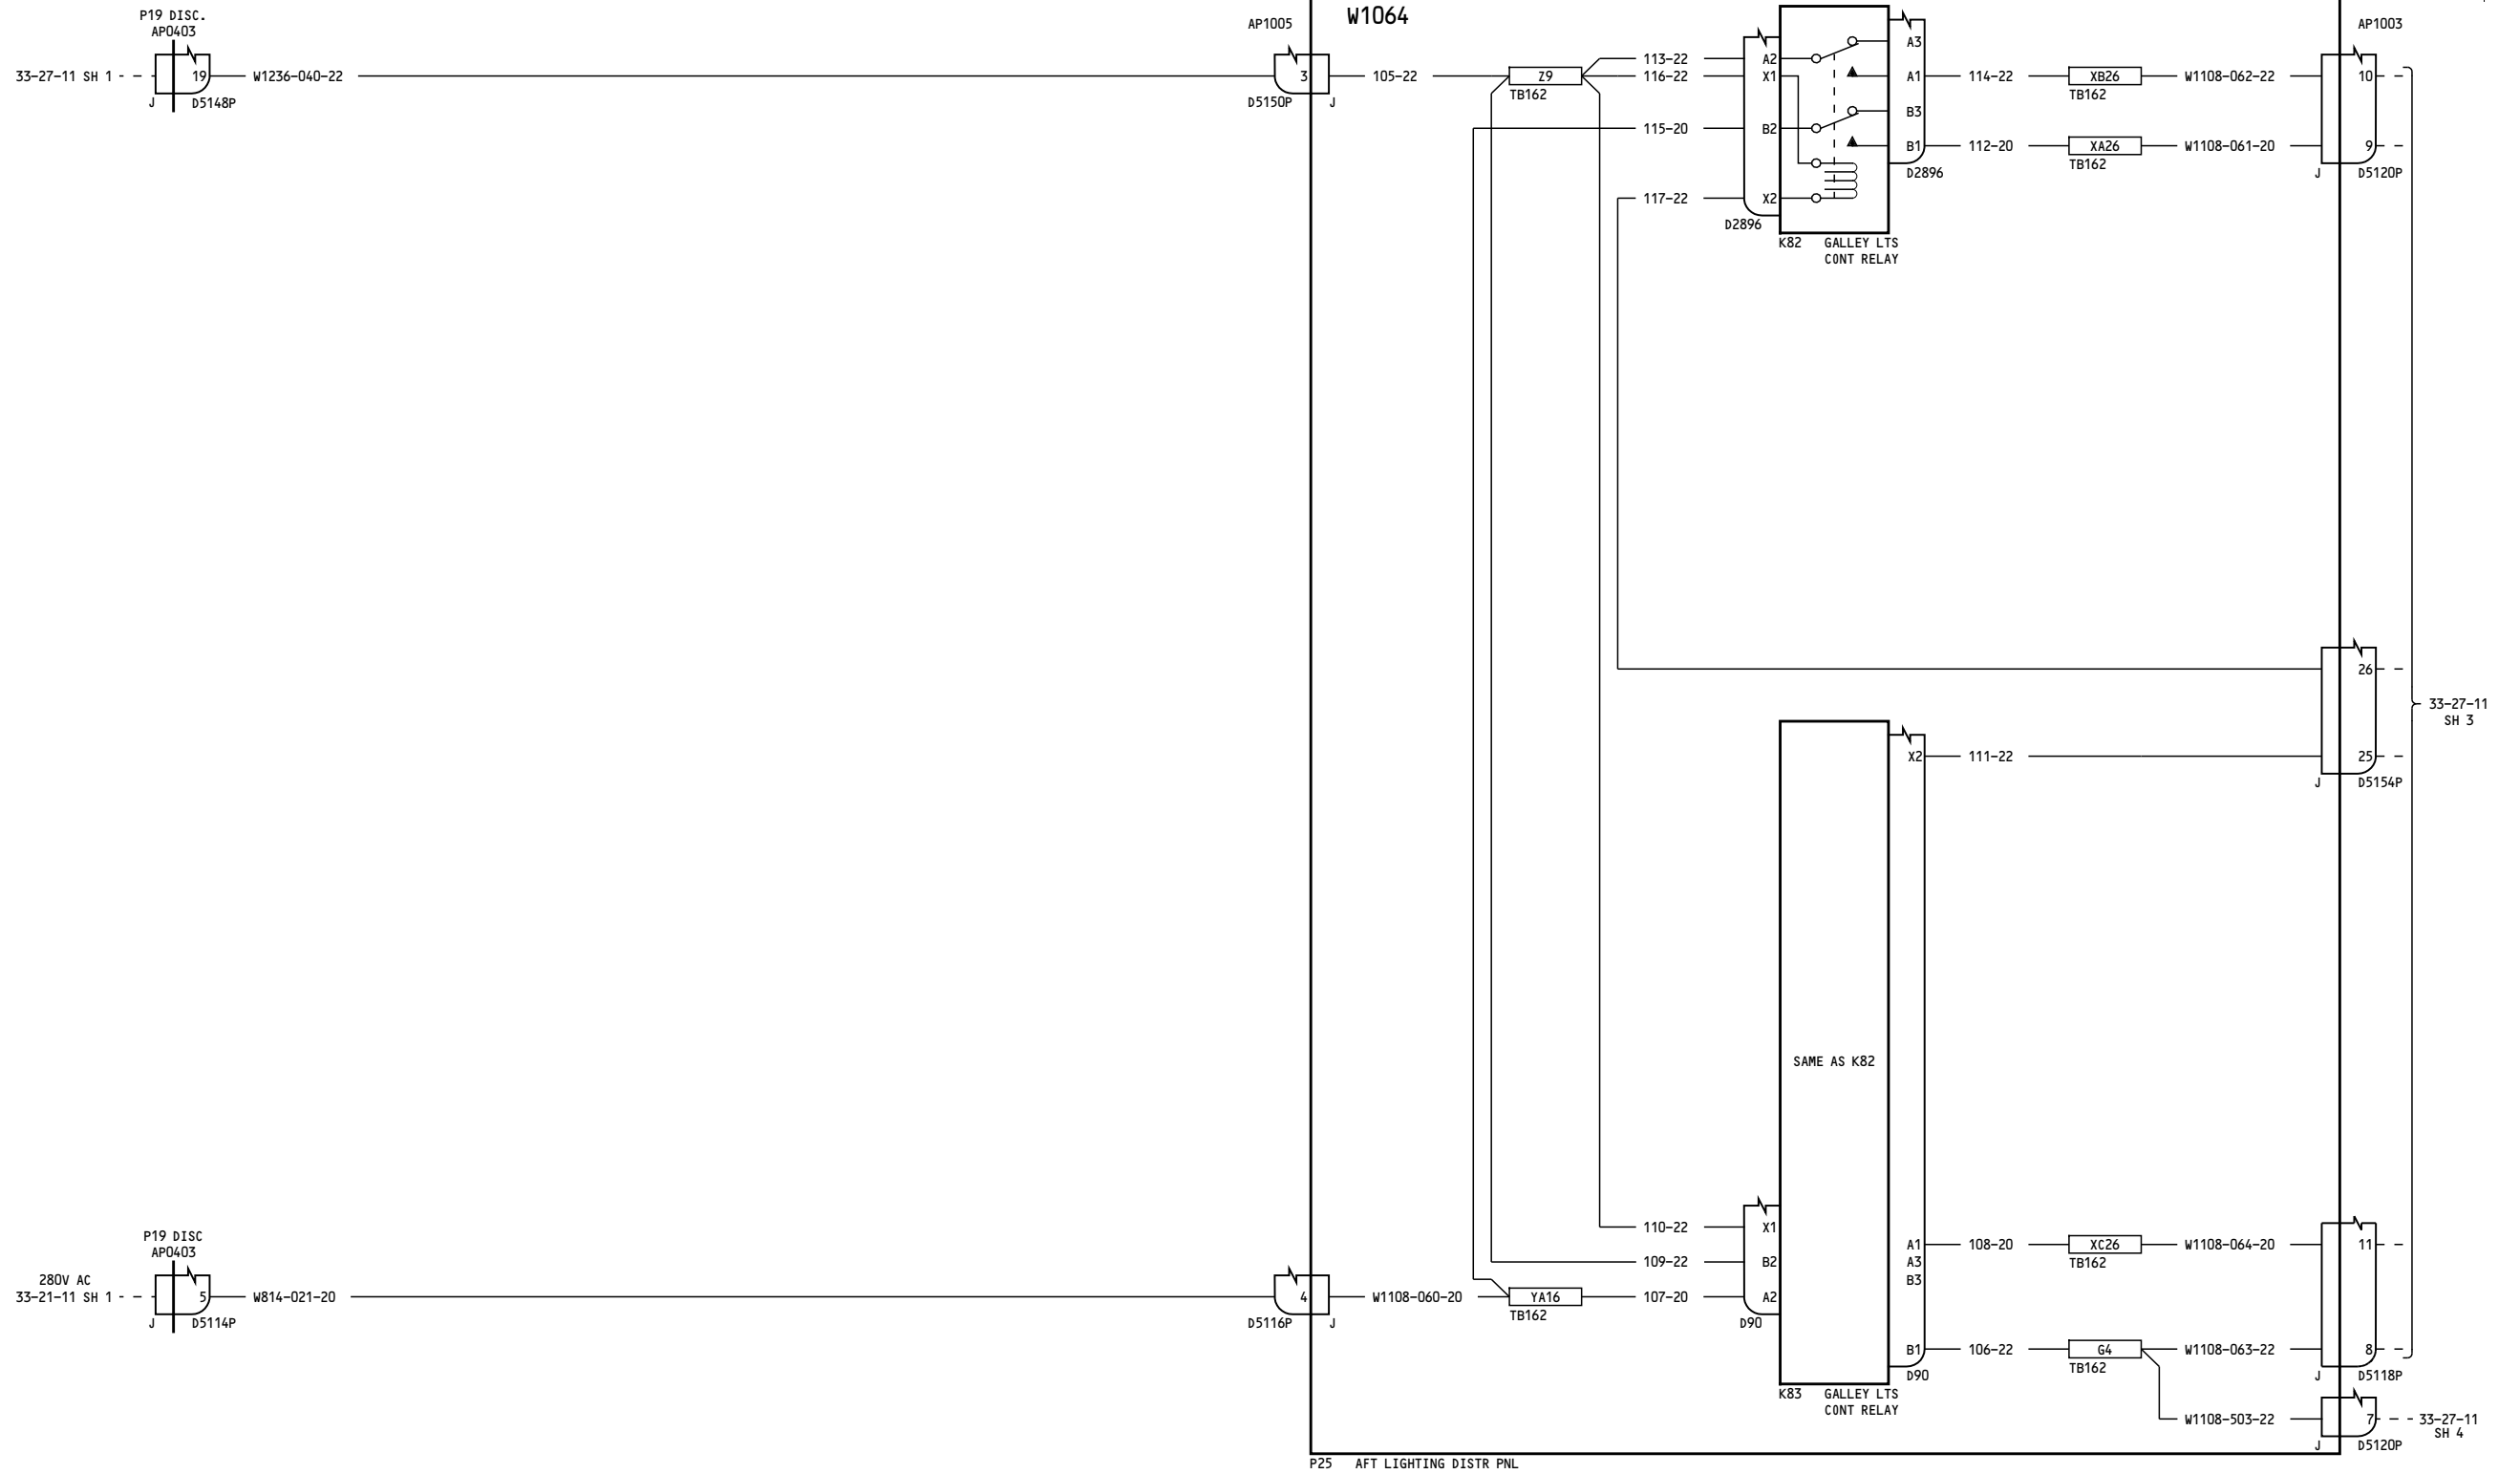 P19 DISC.
AP0403
33-27-11 SH 1
19
W1236-040-22
J
D5148P
AP1005
3
D5150P
J
W1064
105-22
Z9
TB162
113-22
116-22
115-20
117-22
A2
X1
B2
X2
D2896
A3
A1
B3
B1
D2896
K82
GALLEY LTS
CONT RELAY
114-22
XB26
TB162
W1108-062-22
112-20
XA26
TB162
W1108-061-20
AP1003
10
9
J
D5120P
26
25
J
D5154P
33-27-11
SH 3
X2
111-22
SAME AS K82
P19 DISC
AP0403
280V AC
33-21-11 SH 1
5
W814-021-20
J
D5114P
4
D5116P
J
W1108-060-20
YA16
TB162
110-22
109-22
107-20
X1
B2
A2
D90
A1
A3
B3
B1
D90
K83
GALLEY LTS
CONT RELAY
108-20
XC26
TB162
W1108-064-20
106-22
G4
TB162
W1108-063-22
11
8
J
D5118P
W1108-503-22
7
J
D5120P
33-27-11
SH 4
P25
AFT LIGHTING DISTR PNL